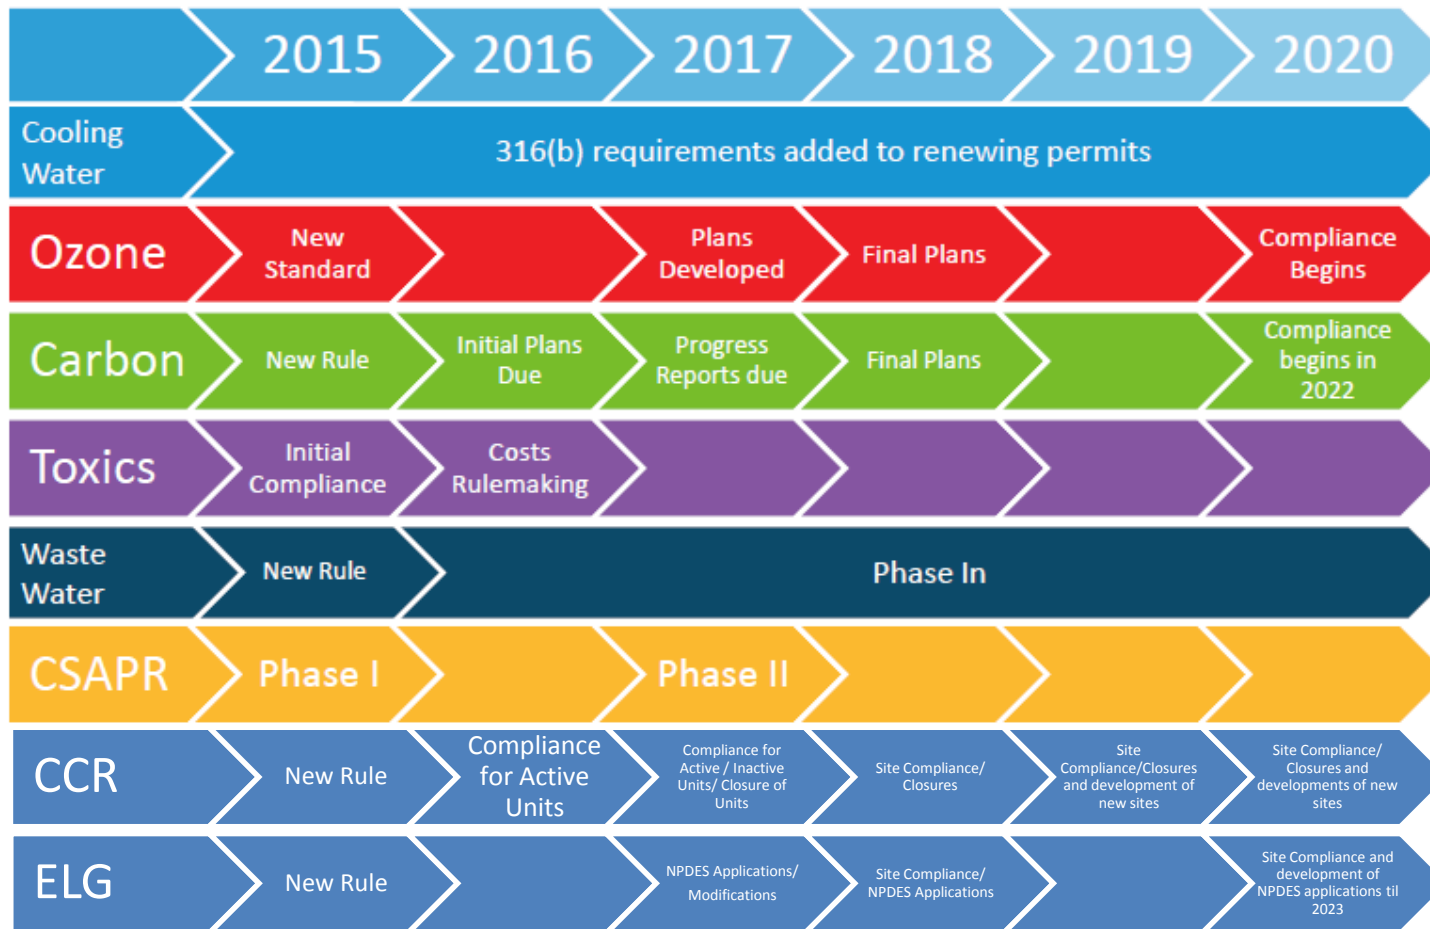 2015 2016 2017 2018 2019 2020
Cooling
Water
316(b) requirements added to renewing permits
Ozone
New
Standard
Plans
Developed
Final Plans
Compliance
Begins
Carbon
New Rule
Initial Plans
Due
Progress
Reports due
Final Plans
Compliance
begins in
2022
Toxics
Initial
Compliance
Costs
Rulemaking
Waste
Water
New Rule
Phase In
CSAPR
Phase I
Phase II
CCR
New Rule
Compliance
for Active
Units
Compliance for
Active / Inactive
Units/ Closure of
Units
Site Compliance/
Closures
Site
Compliance/Closures
and development of
new sites
Site Compliance/
Closures and
developments of new
sites
ELG
New Rule
NPDES Applications/
Modifications
Site Compliance/
NPDES Applications
Site Compliance and
development of
NPDES applications til
2023